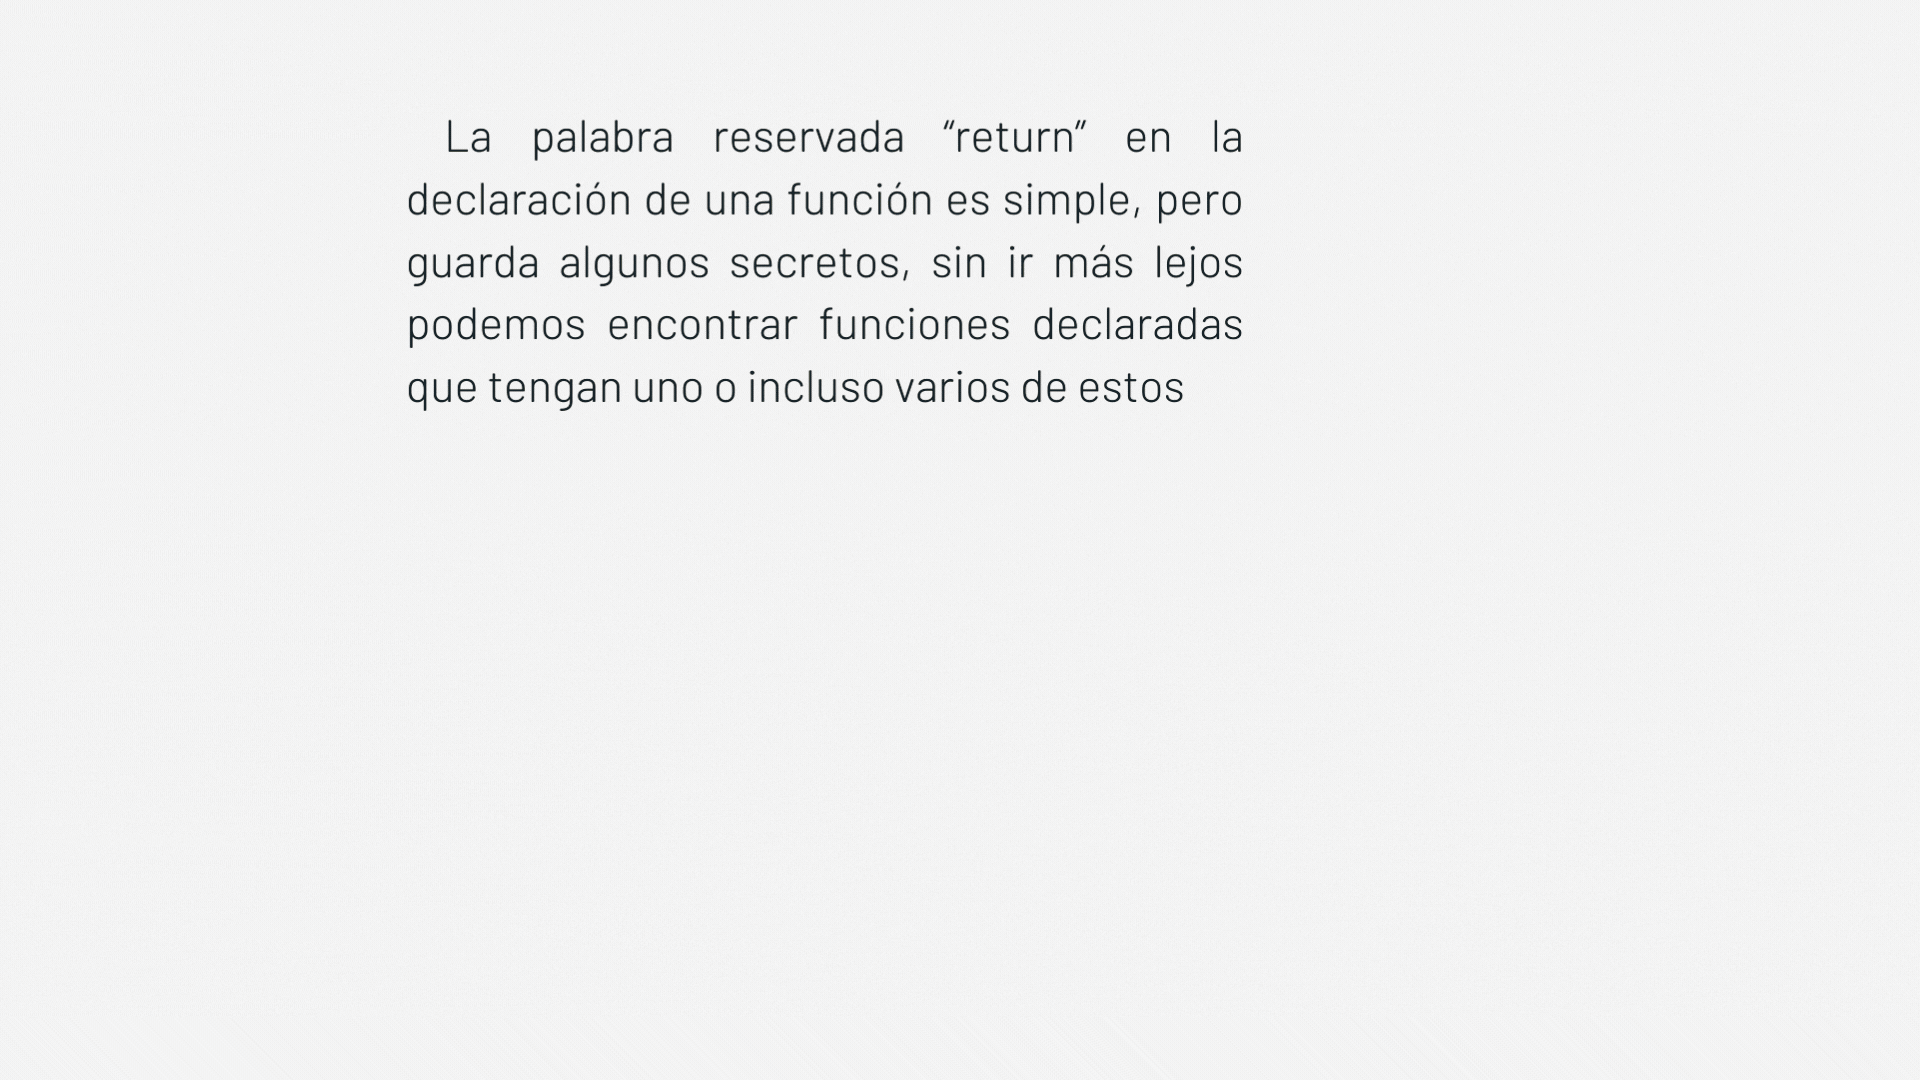 La palabra reservada “return” en la
declaración de una función es simple, pero
guarda algunos secretos, sin ir más lejos
podemos encontrar funciones declaradas
que tengan uno o incluso varios de estos